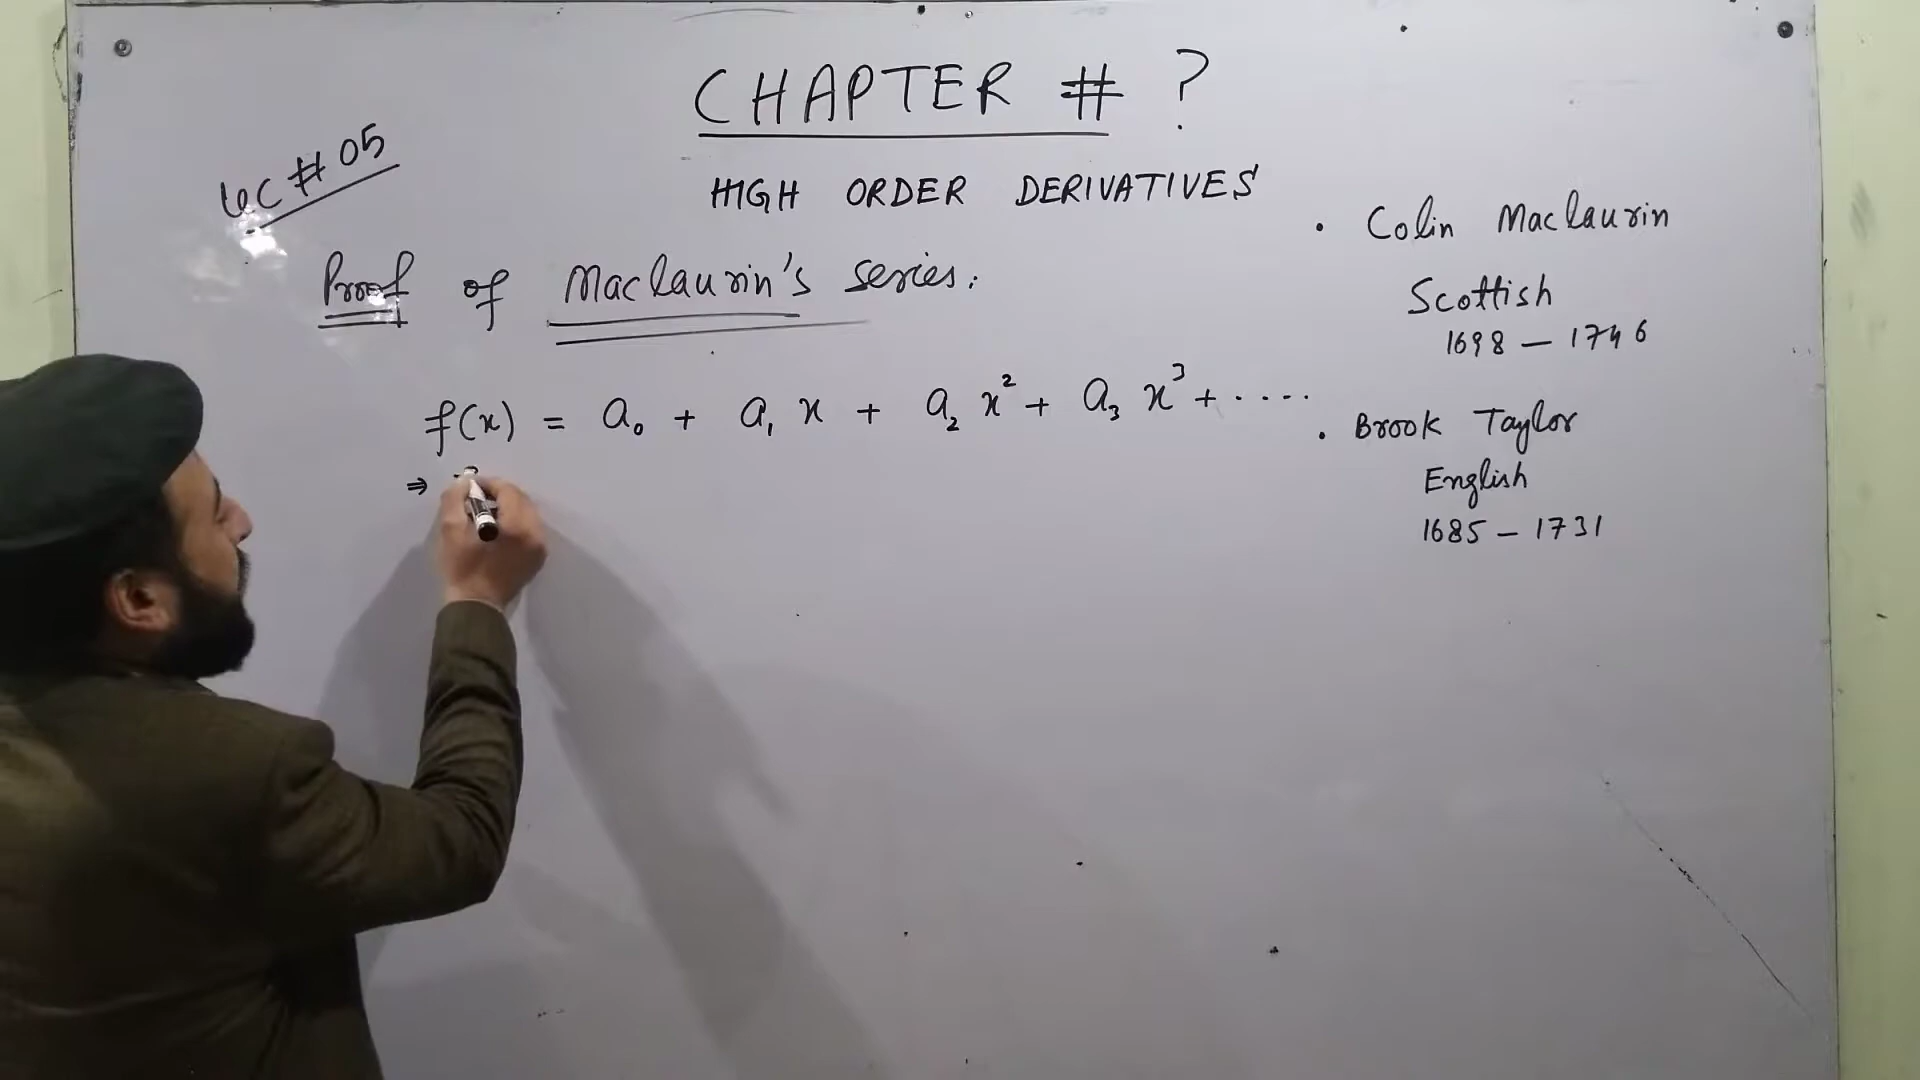 CHAPTER # ?
Lec # 05
HIGH ORDER DERIVATIVES
Proof of Maclaurin's series:
f(x) = a₀ + a₁ x + a₂ x² + a₃ x³ + ....
⇒
• Colin Maclaurin
Scottish
1698 — 1746
• Brook Taylor
English
1685 — 1731